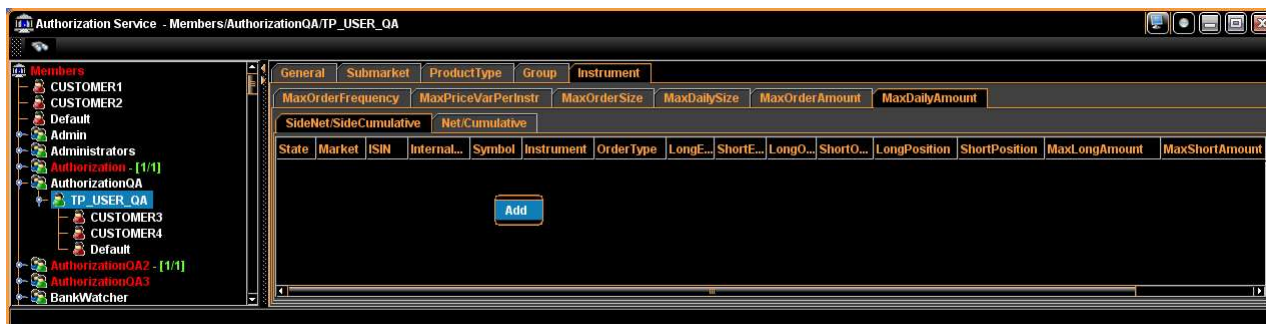 Authorization Service - Members/AuthorizationQA/TP_USER_QA
Members
CUSTOMER1
CUSTOMER2
Default
Admin
Administrators
Authorization - [1/1]
AuthorizationQA
TP_USER_QA
CUSTOMER3
CUSTOMER4
Default
AuthorizationQA2 - [1/1]
AuthorizationQA3
BankWatcher
General Submarket ProductType Group Instrument
MaxOrderFrequency MaxPriceVarPerInstr MaxOrderSize MaxDailySize MaxOrderAmount MaxDailyAmount
SideNet/SideCumulative Net/Cumulative
State Market ISIN Internal... Symbol Instrument OrderType LongE... ShortE... LongO... ShortO... LongPosition ShortPosition MaxLongAmount MaxShortAmount
Add